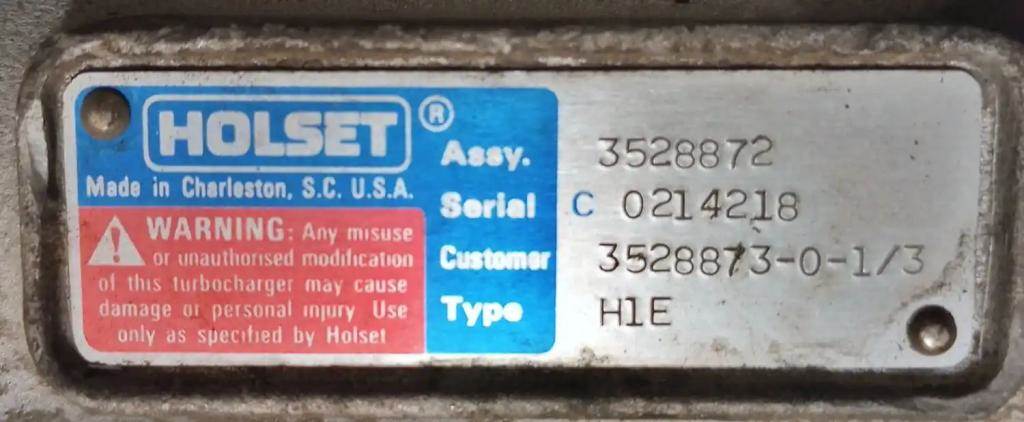 HOLSET ®
Made in Charleston, S.C. U.S.A.
WARNING: Any misuse
or unauthorised modification
of this turbocharger may cause
damage or personal injury Use
only as specified by Holset
Assy. 3528872
Serial C 0214218
Customer 3528873-0-1/3
Type H1E